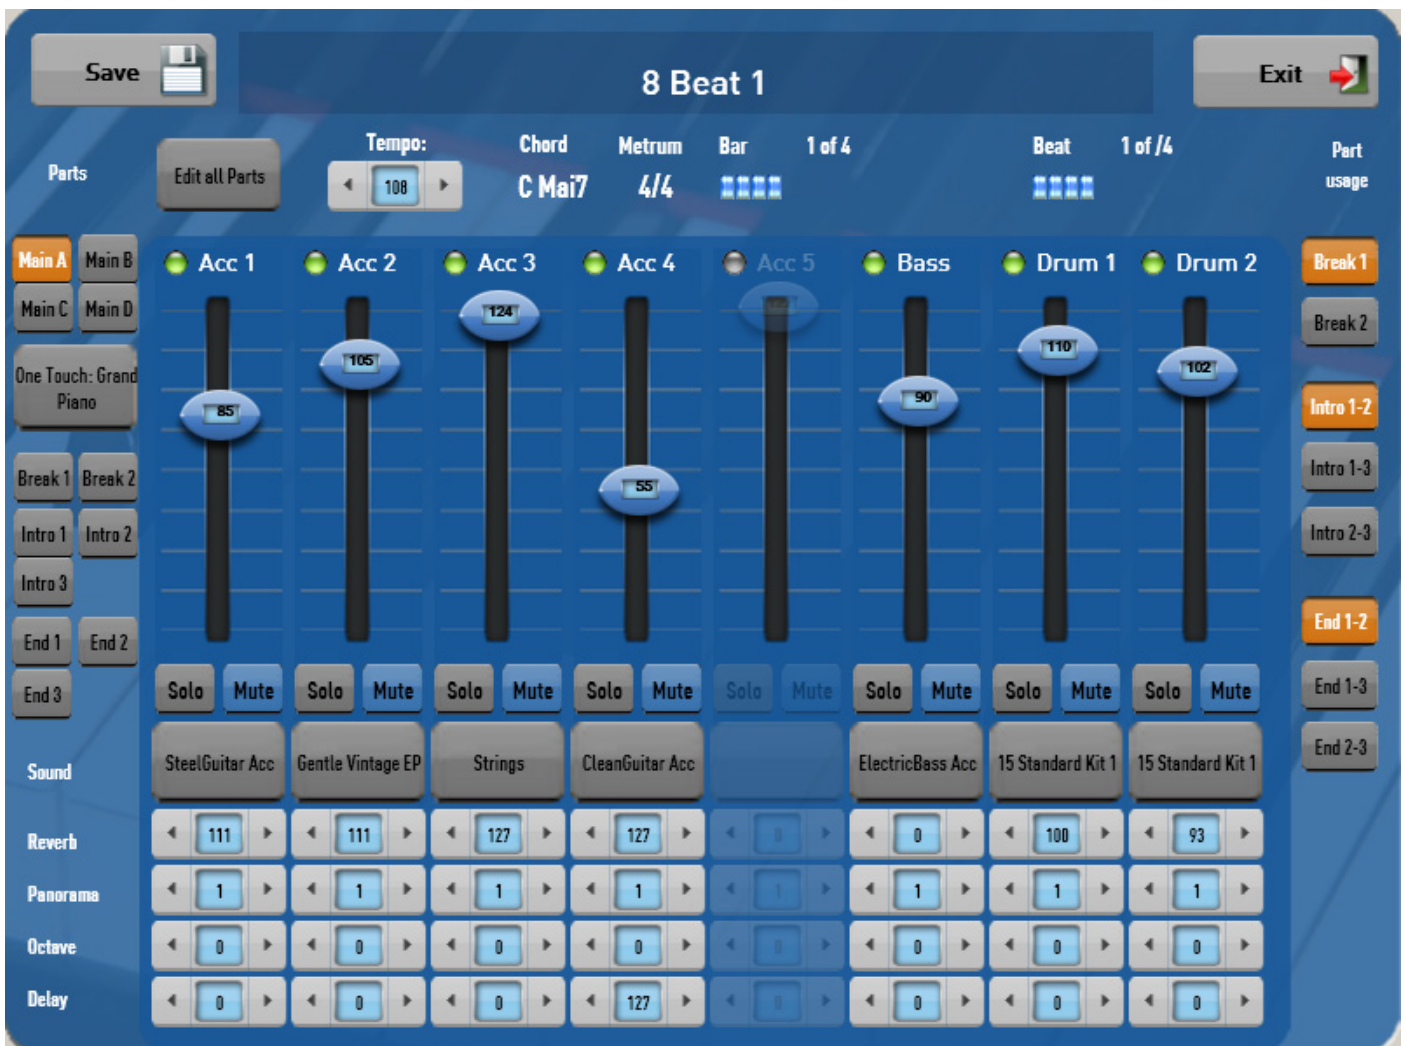 Save
8 Beat 1
Exit
Parts
Edit all Parts
Tempo:
108
Chord
C Maj7
Metrum
4/4
Bar 1 of 4
Beat 1 of /4
Part
usage
Main A Main B
Main C Main D
One Touch: Grand
Piano
Break 1 Break 2
Intro 1 Intro 2
Intro 3
End 1 End 2
End 3
Acc 1 Acc 2 Acc 3 Acc 4 Acc 5 Bass Drum 1 Drum 2
85 105 124 55 90 110 102
Solo Mute Solo Mute Solo Mute Solo Mute Solo Mute Solo Mute Solo Mute Solo Mute
Sound
SteelGuitar Acc Gentle Vintage EP Strings CleanGuitar Acc ElectricBass Acc 15 Standard Kit 1 15 Standard Kit 1
Reverb 111 111 127 127 0 0 100 93
Panorama 1 1 1 1 1 1 1 1
Octave 0 0 0 0 0 0 0 0
Delay 0 0 0 127 0 0 0 0
Break 1
Break 2
Intro 1-2
Intro 1-3
Intro 2-3
End 1-2
End 1-3
End 2-3